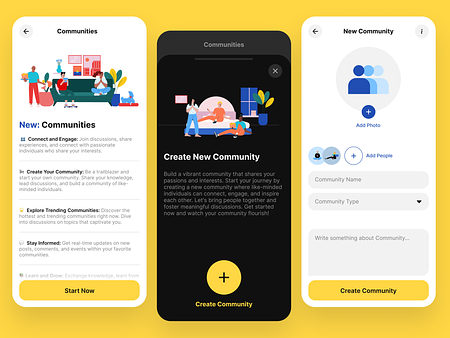 Communities
New: Communities
Connect and Engage: Join discussions, share
experiences, and connect with passionate
individuals who share your interests.
Create Your Community: Be a trailblazer and
start your own community. Share your knowledge,
lead discussions, and build a community of like-
minded individuals.
Explore Trending Communities: Discover the
hottest and trending communities right now. Dive
into discussions on topics that captivate you.
Stay Informed: Get real-time updates on new
posts, comments, and events within your favorite
communities.
Learn and Grow: Exchange knowledge, learn from
Start Now
Communities
Create New Community
Build a vibrant community that shares your
passions and interests. Start your journey by
creating a new community where like-minded
individuals can connect, engage, and inspire
each other. Let's bring people together and
foster meaningful discussions. Get started
now and watch your community flourish!
Create Community
New Community
i
Add Photo
Add People
Community Name
Community Type
Write something about Community...
Create Community